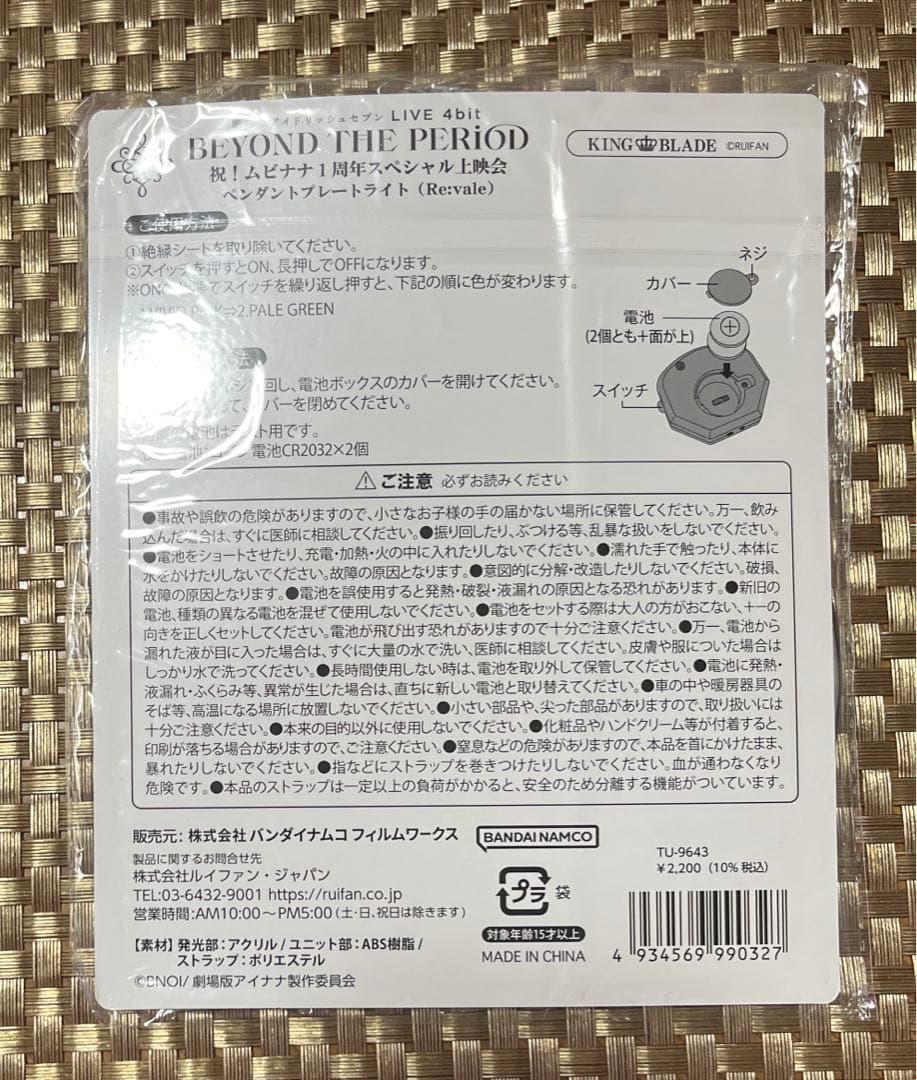 アイドリッシュセブン LIVE 4bit
BEYOND THE PERiOD
祝！ムビナナ1周年スペシャル上映会
ペンダントプレートライト（Re:vale）
KING BLADE ©RUIFAN
ご使用方法
①絶縁シートを取り除いてください。
②スイッチを押すとON、長押しでOFFになります。
でスイッチを繰り返し押すと、下記の順に色が変わります。
⇒2.PALE GREEN
ネジ
カバー
電池
(2個とも＋面が上)
スイッチ
回し、電池ボックスのカバーを開けてください。
カバーを閉めてください。
用です。
電池CR2032×2個
ご注意 必ずお読みください
●事故や誤飲の危険がありますので、小さなお子様の手の届かない場所に保管してください。万一、飲み
込んだ場合は、すぐに医師に相談してください。●振り回したり、ぶつける等、乱暴な扱いをしないでください。
●電池をショートさせたり、充電・加熱・火の中に入れたりしないでください。●濡れた手で触ったり、本体に
水をかけたりしないでください。故障の原因となります。●意図的に分解・改造したりしないでください。破損、
故障の原因となります。●電池を誤使用すると発熱・破裂・液漏れの原因となる恐れがあります。●新旧の
電池、種類の異なる電池を混ぜて使用しないでください。●電池をセットする際は大人の方がおこない、＋−の
向きを正しくセットしてください。電池が飛び出す恐れがありますので十分ご注意ください。●万一、電池から
漏れた液が目に入った場合は、すぐに大量の水で洗い、医師に相談してください。皮膚や服についた場合は
しっかり水で洗ってください。●長時間使用しない時は、電池を取り外して保管してください。●電池に発熱・
液漏れ・ふくらみ等、異常が生じた場合は、直ちに新しい電池と取り替えてください。●車の中や暖房器具の
そば等、高温になる場所に放置しないでください。●小さい部品や、尖った部品がありますので、取り扱いには
十分ご注意ください。●本来の目的以外に使用しないでください。●化粧品やハンドクリーム等が付着すると、
印刷が落ちる場合がありますので、ご注意ください。●窒息などの危険がありますので、本品を首にかけたまま、
暴れたりしないでください。●指などにストラップを巻きつけたりしないでください。血が通わなくなり
危険です。●本品のストラップは一定以上の負荷がかかると、安全のため分離する機能がついています。
販売元：株式会社 バンダイナムコ フィルムワークス
BANDAI NAMCO
製品に関するお問合せ先
株式会社ルイファン・ジャパン
TEL:03-6432-9001 https://ruifan.co.jp
営業時間:AM10:00～PM5:00（土・日、祝日は除きます）
【素材】発光部：アクリル / ユニット部：ABS樹脂 /
ストラップ：ポリエステル
©BNOI/ 劇場版アイナナ製作委員会
プラ 袋
対象年齢15才以上
MADE IN CHINA
TU-9643
¥2,200（10%税込）
4 934569 990327